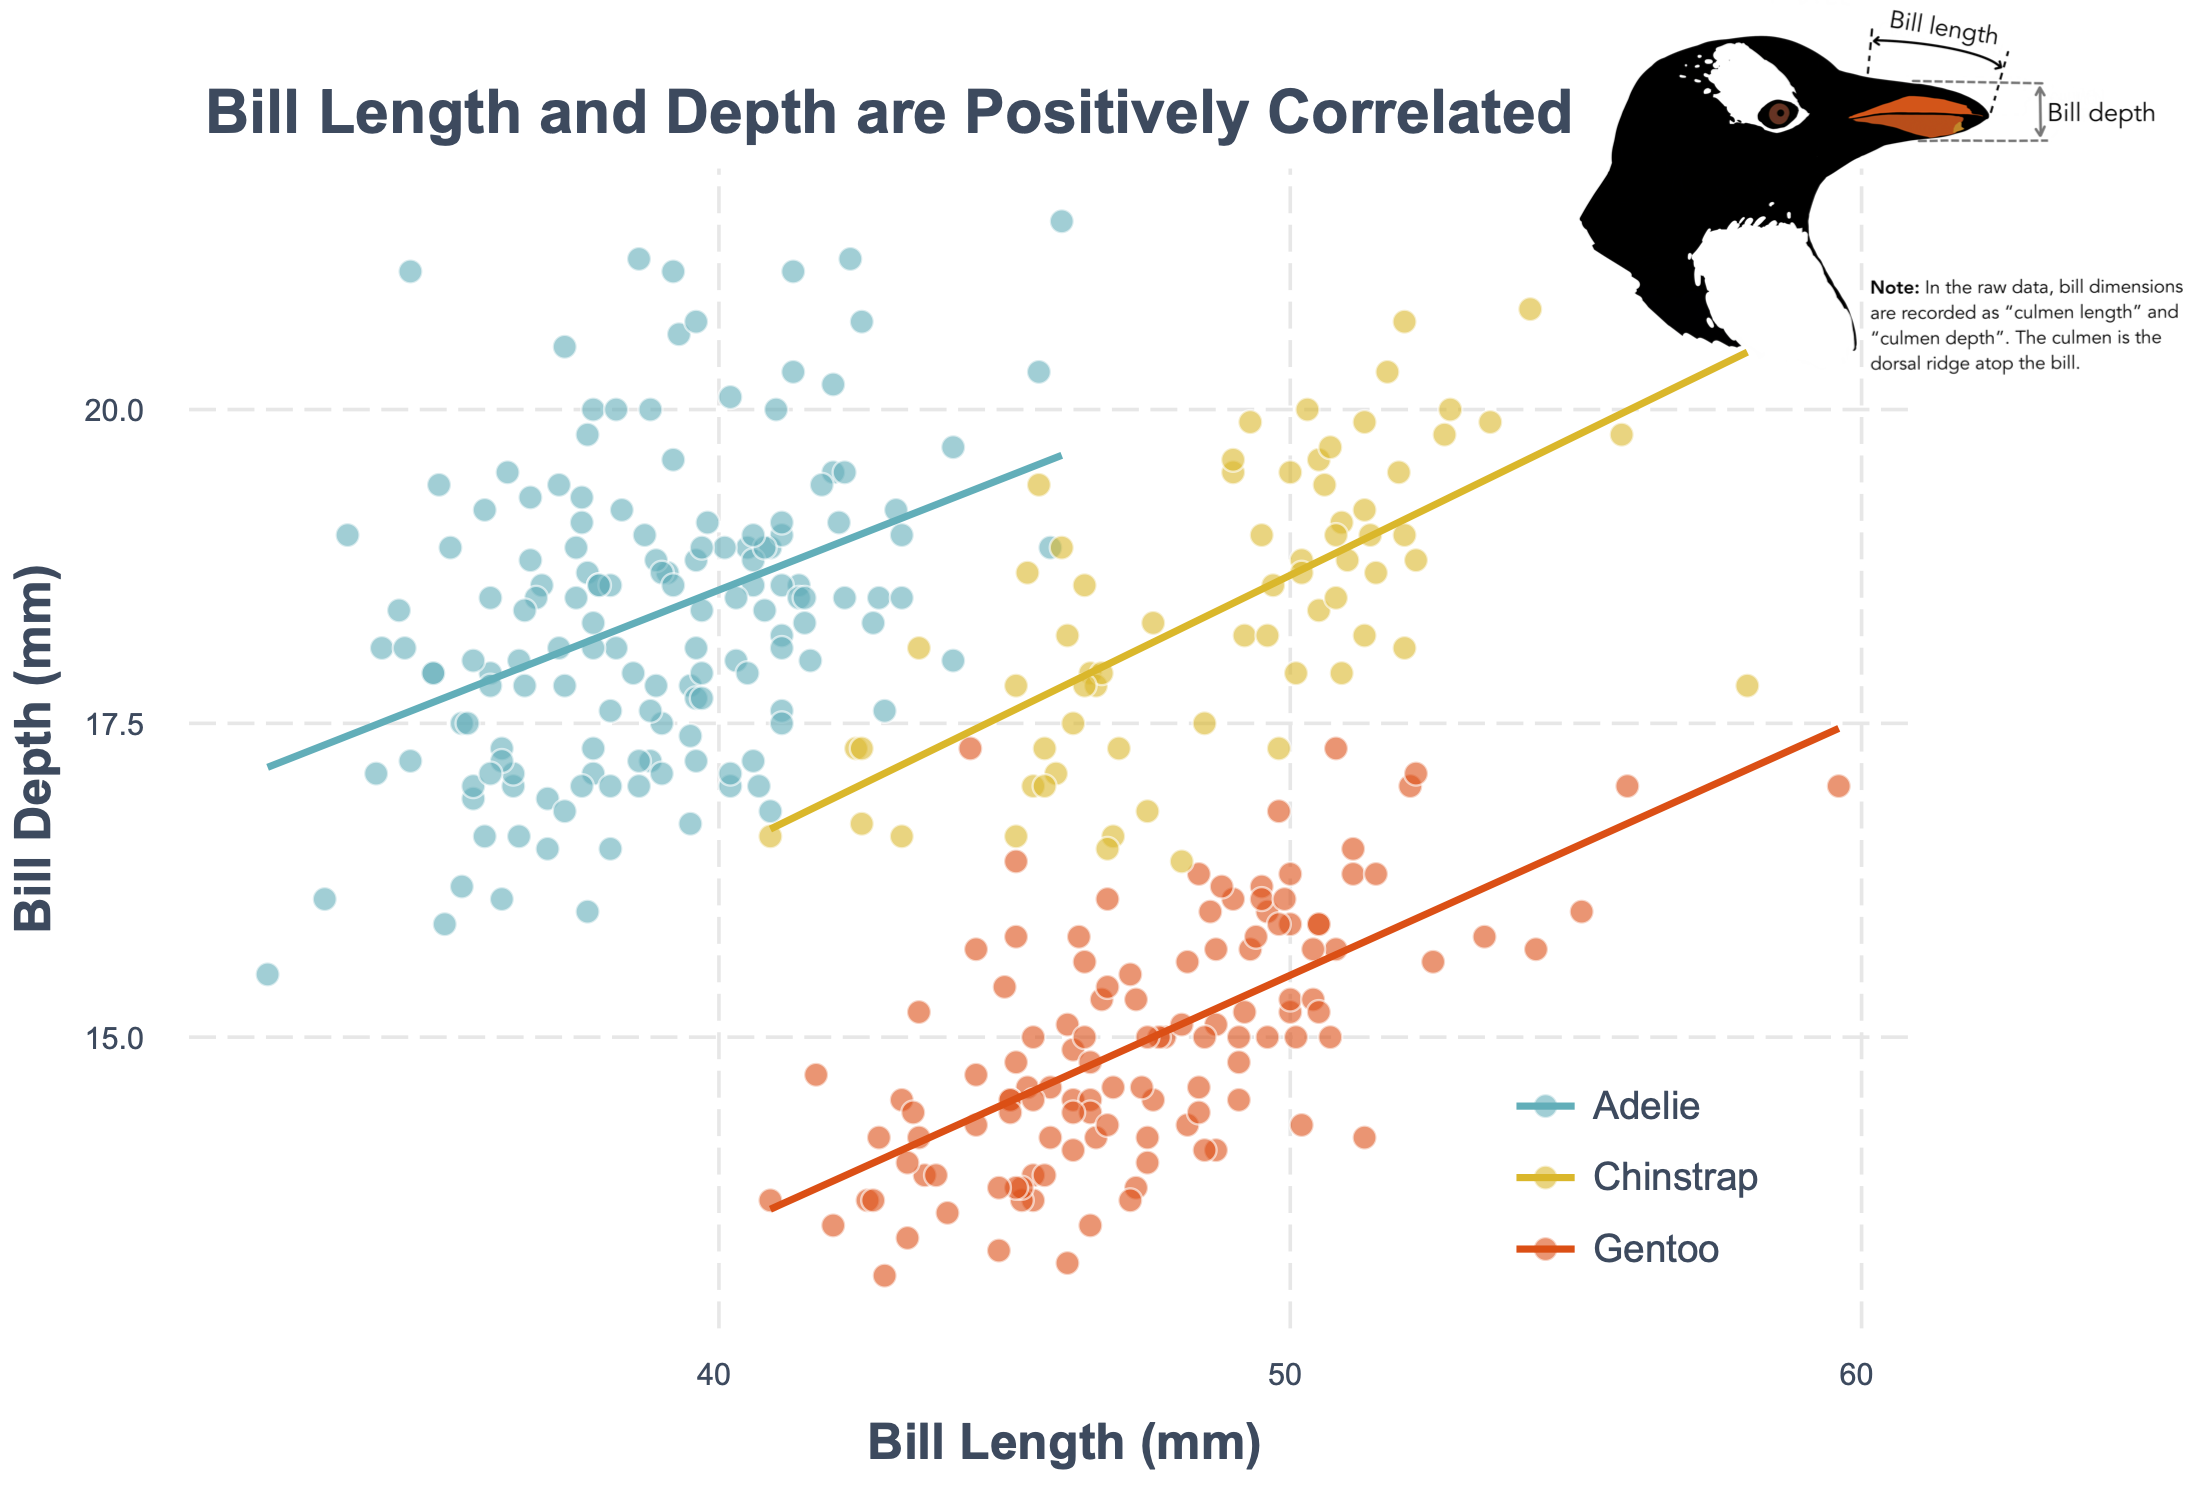 Bill length
Bill Length and Depth are Positively Correlated
Bill depth
Note: In the raw data, bill dimensions
are recorded as “culmen length” and
“culmen depth”. The culmen is the
dorsal ridge atop the bill.
Bill Depth (mm)
20.0
17.5
15.0
Adelie
Chinstrap
Gentoo
40
50
60
Bill Length (mm)